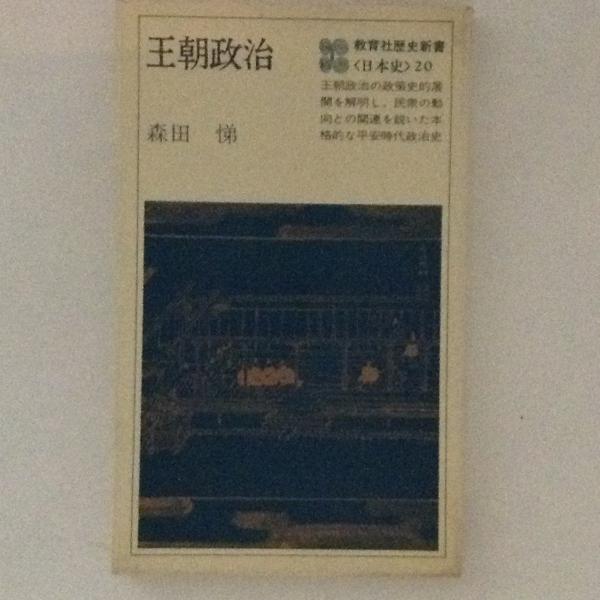 王朝政治
森田 悌
教育社歴史新書
〈日本史〉20
王朝政治の政策史的展
開を解明し、民衆の動
向との関連を説いた本
格的な平安時代政治史